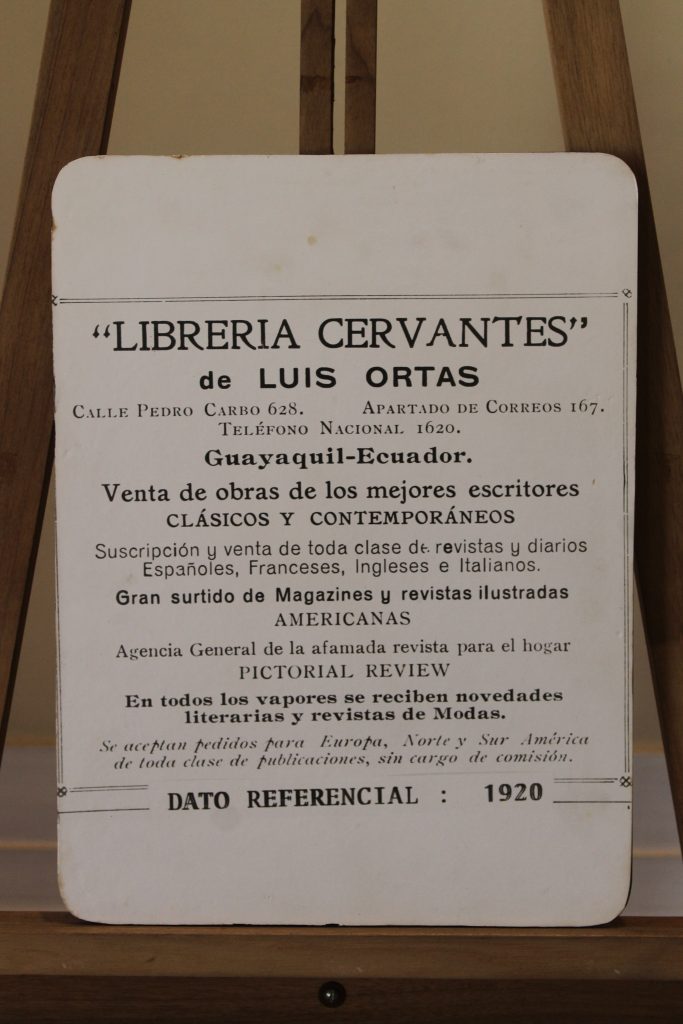 "LIBRERIA CERVANTES"
de LUIS ORTAS
CALLE PEDRO CARBO 628. APARTADO DE CORREOS 167.
TELÉFONO NACIONAL 1620.
Guayaquil-Ecuador.
Venta de obras de los mejores escritores
CLÁSICOS Y CONTEMPORÁNEOS
Suscripción y venta de toda clase de revistas y diarios
Españoles, Franceses, Ingleses e Italianos.
Gran surtido de Magazines y revistas ilustradas
AMERICANAS
Agencia General de la afamada revista para el hogar
PICTORIAL REVIEW
En todos los vapores se reciben novedades
literarias y revistas de Modas.
Se aceptan pedidos para Europa, Norte y Sur América
de toda clase de publicaciones, sin cargo de comisión.
DATO REFERENCIAL : 1920